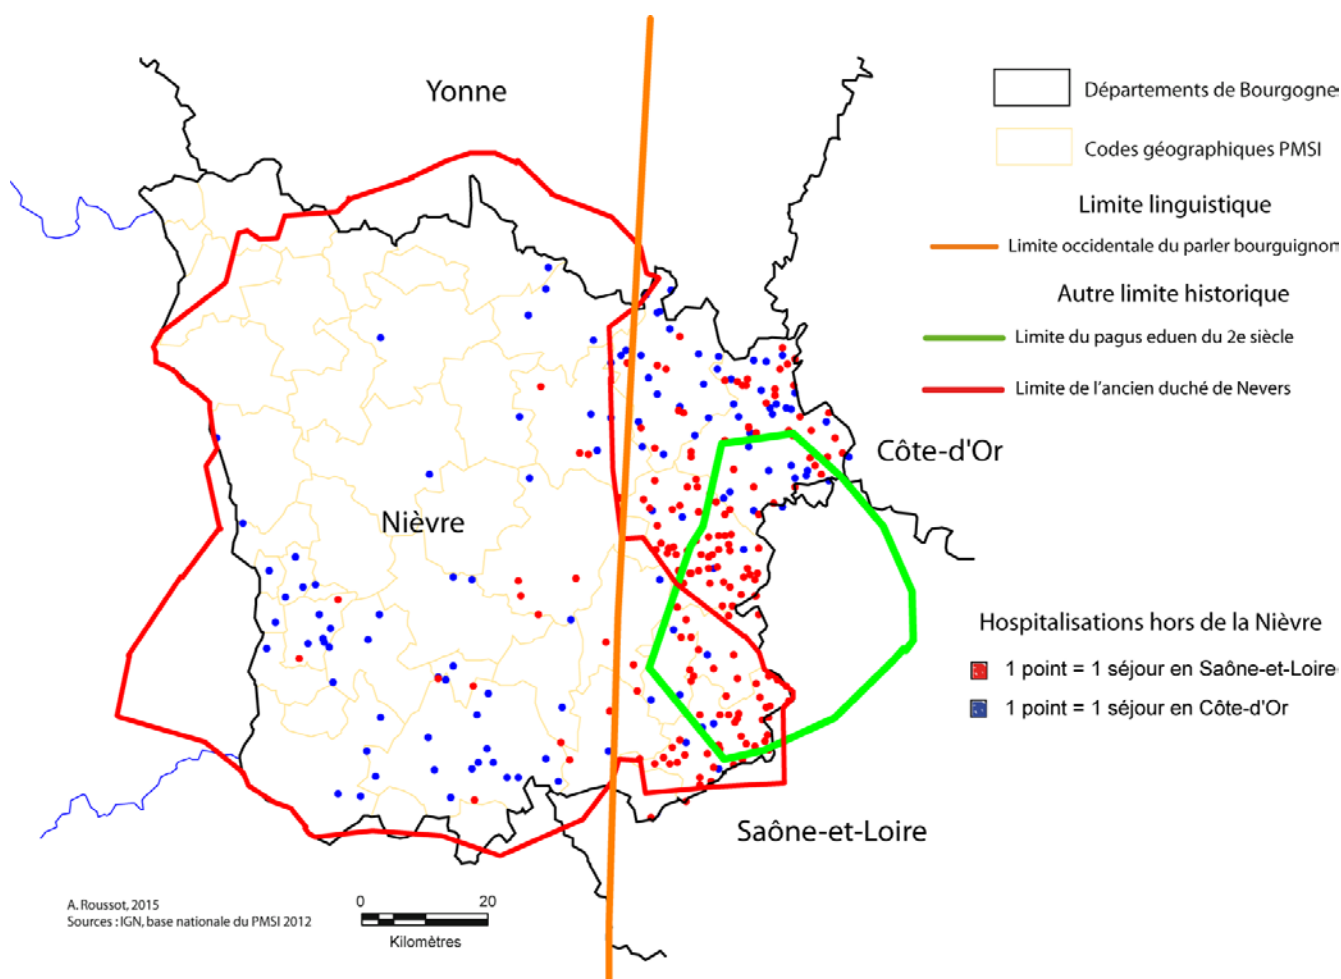 Yonne
Nièvre
Côte-d'Or
Saône-et-Loire
Départements de Bourgogne
Codes géographiques PMSI
Limite linguistique
Limite occidentale du parler bourguignon
Autre limite historique
Limite du pagus eduen du 2e siècle
Limite de l'ancien duché de Nevers
Hospitalisations hors de la Nièvre
1 point = 1 séjour en Saône-et-Loire
1 point = 1 séjour en Côte-d'Or
A. Roussot, 2015
Sources : IGN, base nationale du PMSI 2012
0 20
Kilomètres